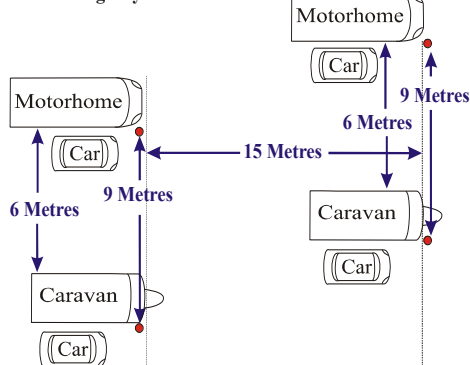 Motorhome
Car
9 Metres
6 Metres
Motorhome
15 Metres
Car
9 Metres
6 Metres
Caravan
Caravan
Car
Car